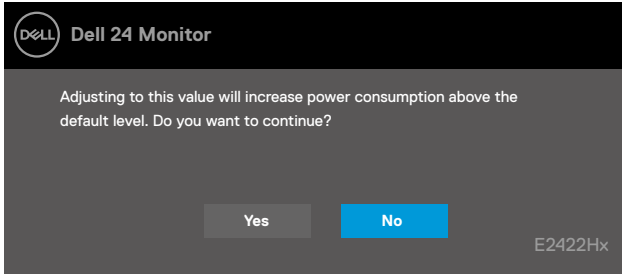 DELL Dell 24 Monitor
Adjusting to this value will increase power consumption above the
default level. Do you want to continue?
Yes No
E2422Hx